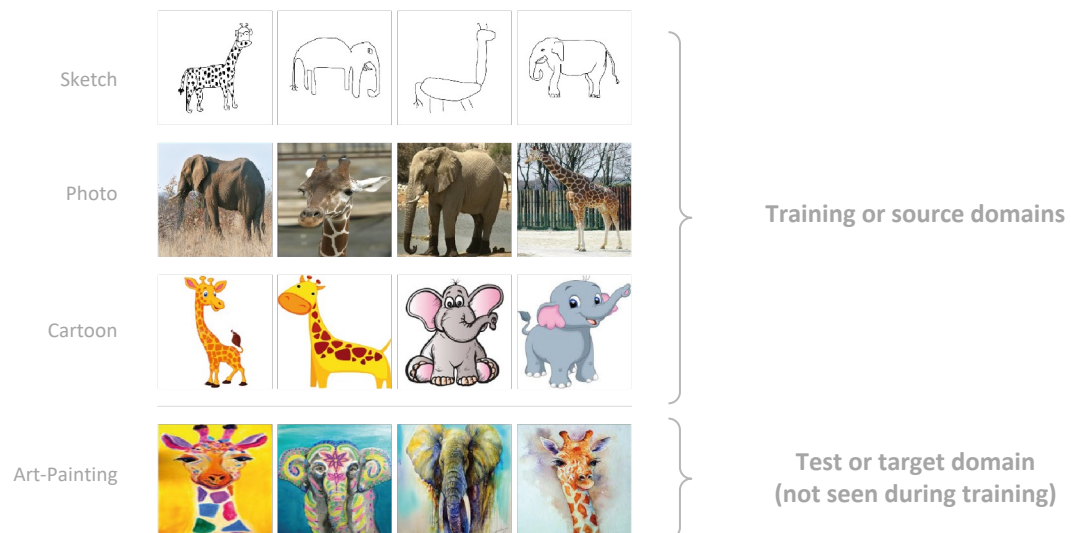 Sketch
Photo
Training or source domains
Cartoon
Art-Painting
Test or target domain
(not seen during training)